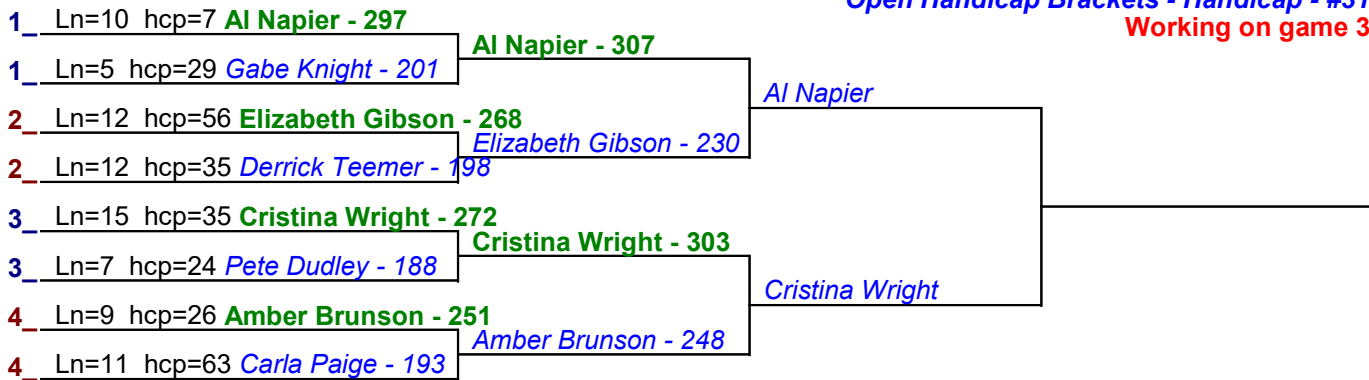 Open Handicap Brackets - Handicap - #31
Working on game 3
1_ Ln=10 hcp=7 Al Napier - 297
1_ Ln=5 hcp=29 Gabe Knight - 201
2_ Ln=12 hcp=56 Elizabeth Gibson - 268
2_ Ln=12 hcp=35 Derrick Teemer - 198
3_ Ln=15 hcp=35 Cristina Wright - 272
3_ Ln=7 hcp=24 Pete Dudley - 188
4_ Ln=9 hcp=26 Amber Brunson - 251
4_ Ln=11 hcp=63 Carla Paige - 193
Al Napier - 307
Elizabeth Gibson - 230
Cristina Wright - 303
Amber Brunson - 248
Al Napier
Cristina Wright